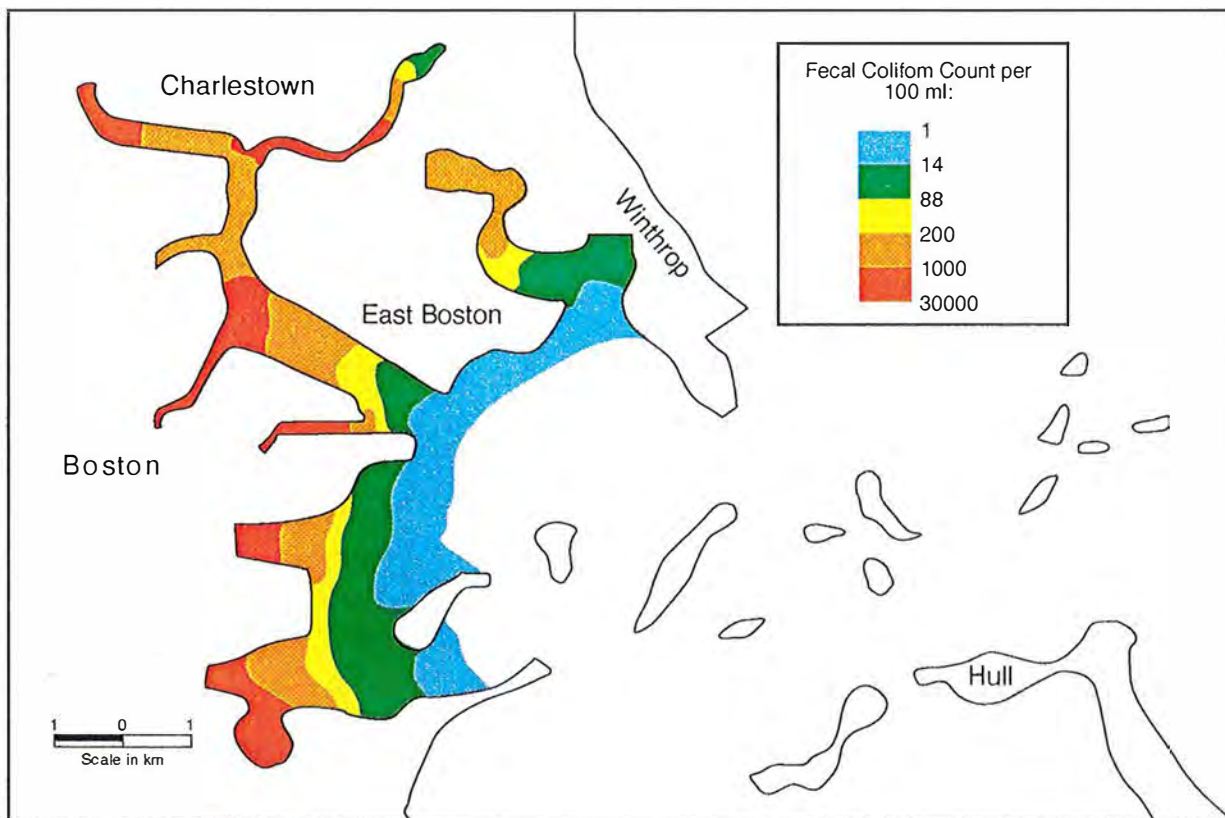 Charlestown
Fecal Colifom Count per
100 ml:
1
14
88
200
1000
30000
Winthrop
East Boston
Boston
Hull
1 0 1
Scale in km